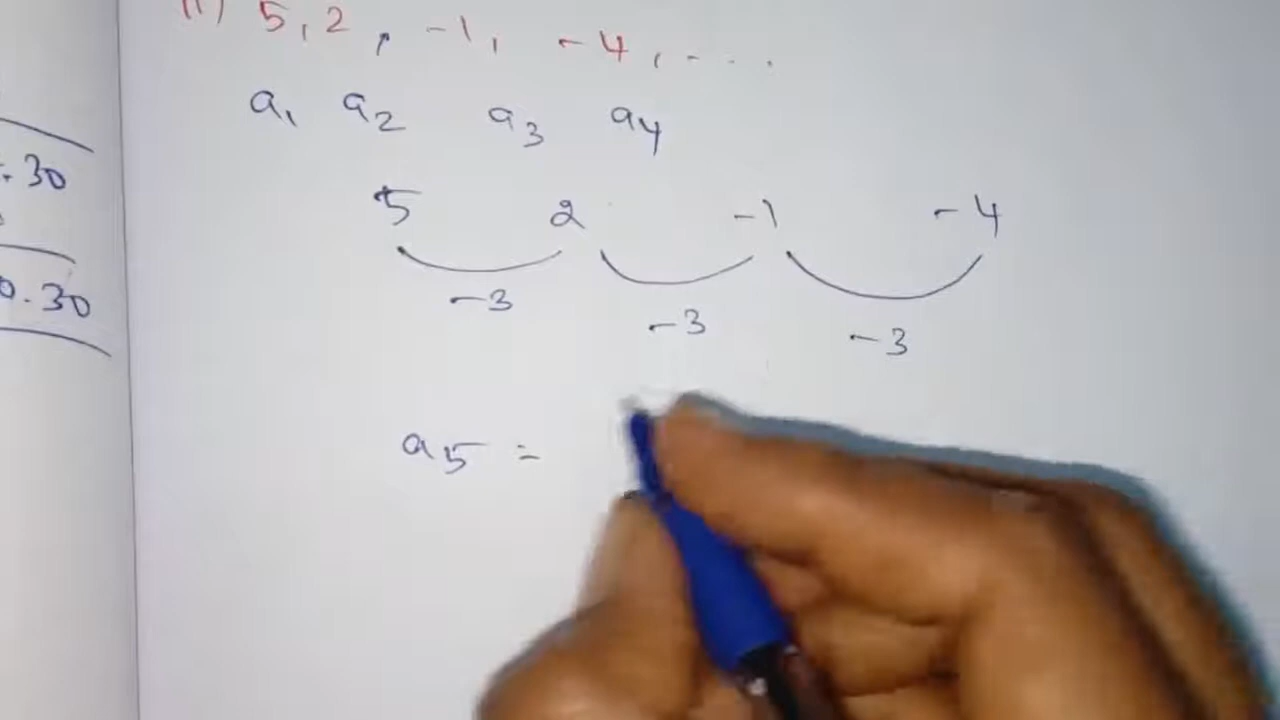 (ii) 5, 2, -1, -4, ....
a₁ a₂ a₃ a₄
5 2 -1 -4
-3 -3 -3
a₅ =
.30
0.30